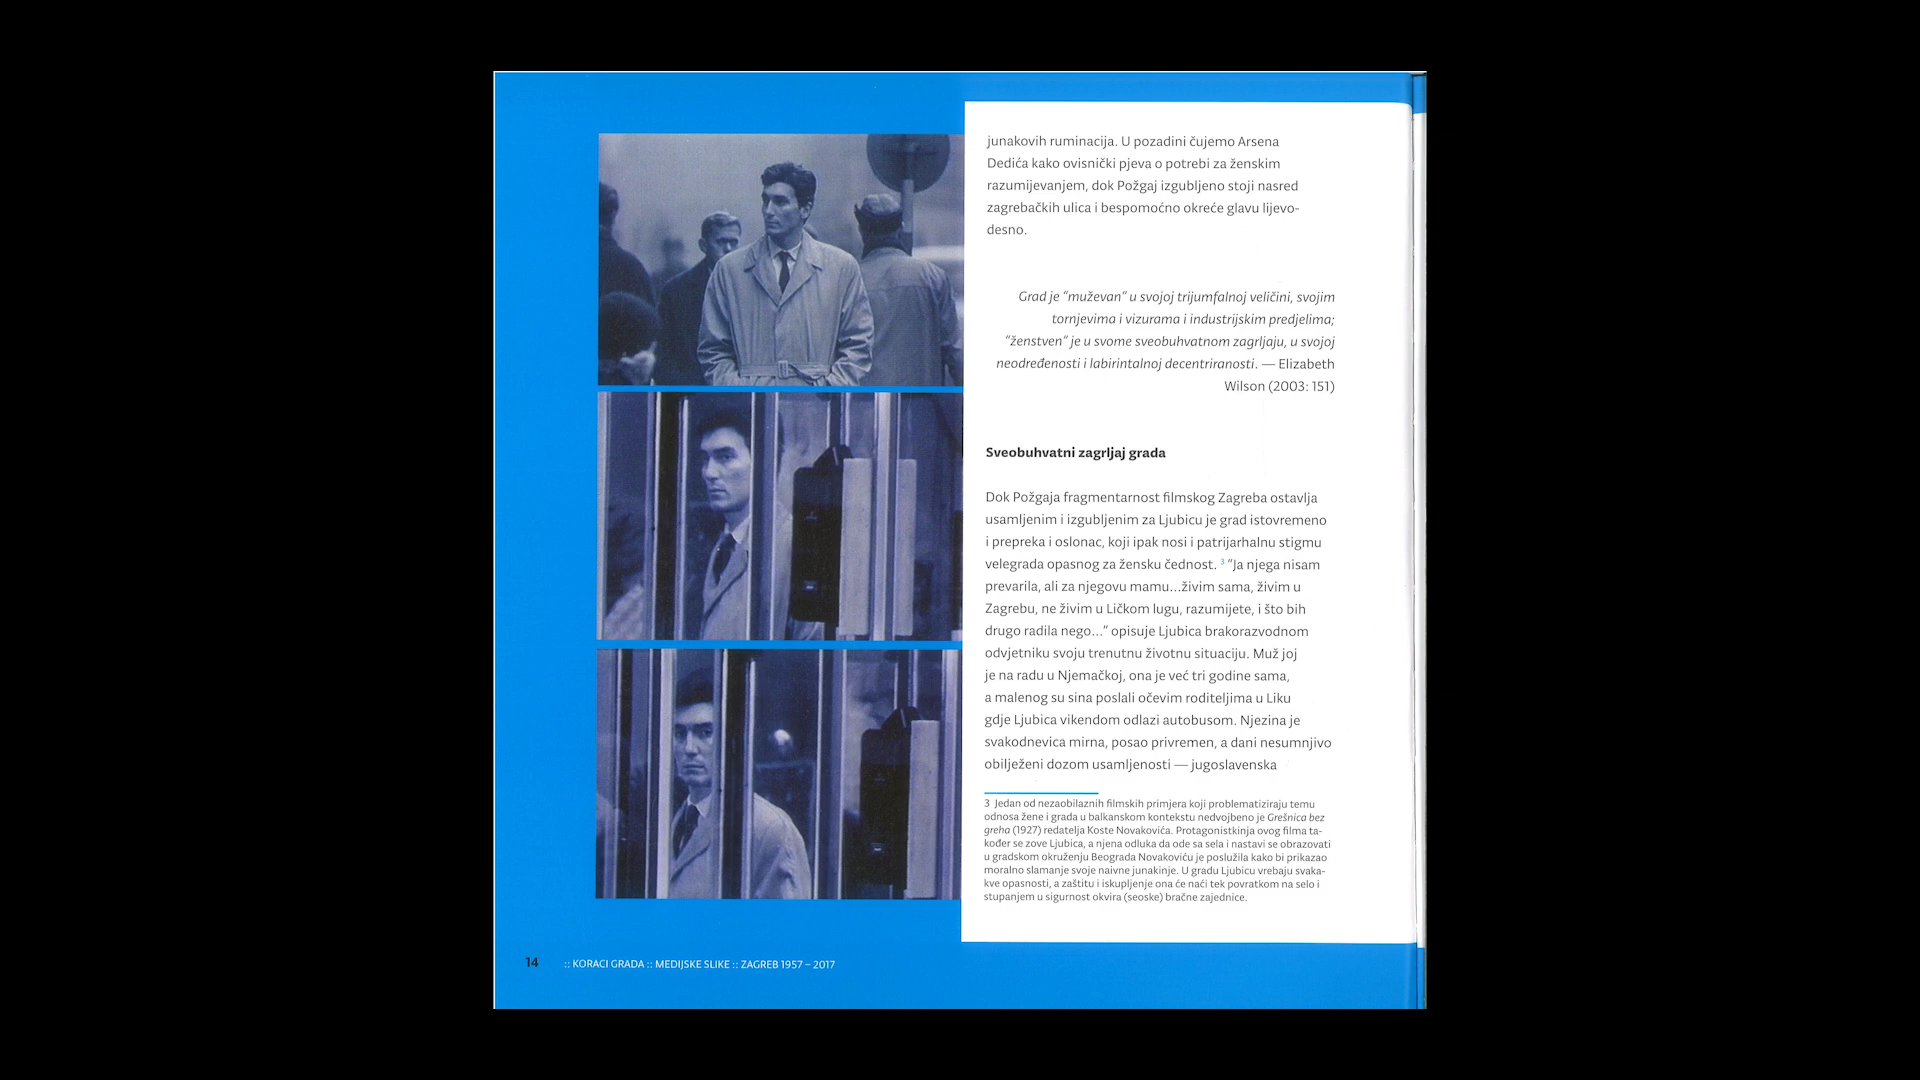 junakovih ruminacija. U pozadini čujemo Arsena
Dedića kako ovisnički pjeva o potrebi za ženskim
razumijevanjem, dok Požgaj izgubljeno stoji nasred
zagrebačkih ulica i bespomoćno okreće glavu lijevo-
desno.
Grad je “muževan” u svojoj trijumfalnoj veličini, svojim
tornjevima i vizurama i industrijskim predjelima;
“ženstven” je u svome sveobuhvatnom zagrljaju, u svojoj
neodređenosti i labirintalnoj decentriranosti. — Elizabeth
Wilson (2003: 151)
Sveobuhvatni zagrljaj grada
Dok Požgaja fragmentarnost filmskog Zagreba ostavlja
usamljenim i izgubljenim za Ljubicu je grad istovremeno
i prepreka i oslonac, koji ipak nosi i patrijarhalnu stigmu
velegrada opasnog za žensku čednost. 3 “Ja njega nisam
prevarila, ali za njegovu mamu...živim sama, živim u
Zagrebu, ne živim u Ličkom lugu, razumijete, i što bih
drugo radila nego...” opisuje Ljubica brakorazvodnom
odvjetniku svoju trenutnu životnu situaciju. Muž joj
je na radu u Njemačkoj, ona je već tri godine sama,
a malenog su sina poslali očevim roditeljima u Liku
gdje Ljubica vikendom odlazi autobusom. Njezina je
svakodnevica mirna, posao privremen, a dani nesumnjivo
obilježeni dozom usamljenosti — jugoslavenska
3 Jedan od nezaobilaznih filmskih primjera koji problematiziraju temu
odnosa žene i grada u balkanskom kontekstu nedvojbeno je Grešnica bez
greha (1927) redatelja Koste Novakovića. Protagonistkinja ovog filma ta-
kođer se zove Ljubica, a njena odluka da ode sa sela i nastavi se obrazovati
u gradskom okruženju Beograda Novakoviću je poslužila kako bi prikazao
moralno slamanje svoje naivne junakinje. U gradu Ljubicu vrebaju svaka-
kve opasnosti, a zaštitu i iskupljenje ona će naći tek povratkom na selo i
stupanjem u sigurnost okvira (seoske) bračne zajednice.
14 :: KORACI GRADA :: MEDIJSKE SLIKE :: ZAGREB 1957 – 2017